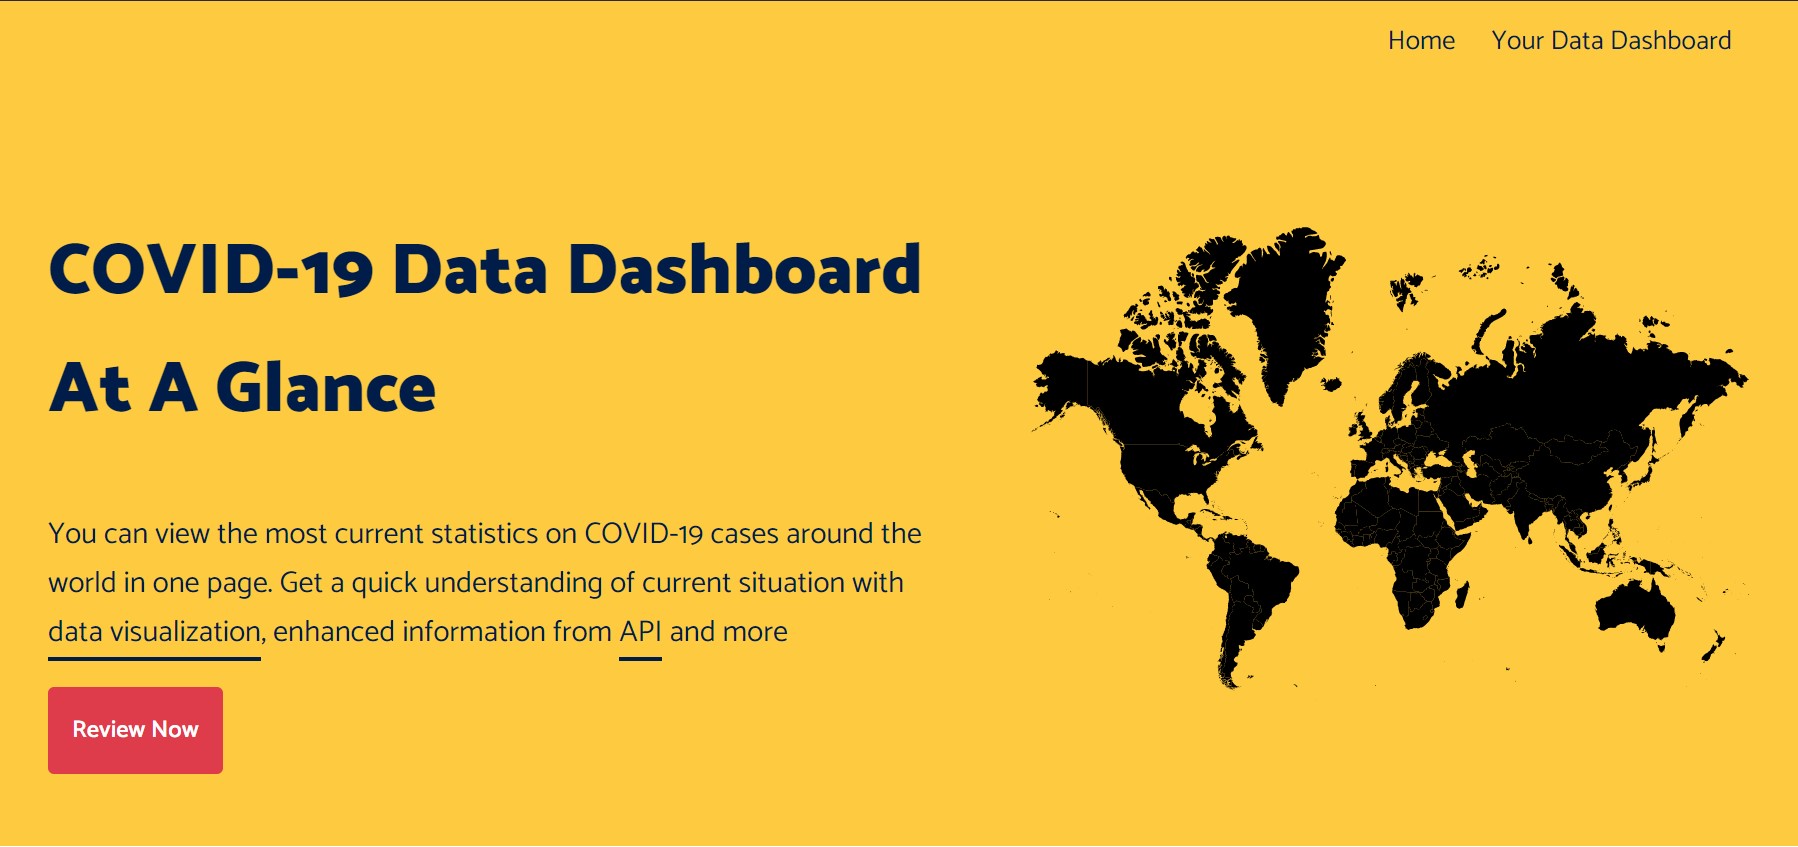 Home Your Data Dashboard
COVID-19 Data Dashboard
At A Glance
You can view the most current statistics on COVID-19 cases around the
world in one page. Get a quick understanding of current situation with
data visualization, enhanced information from API and more
Review Now